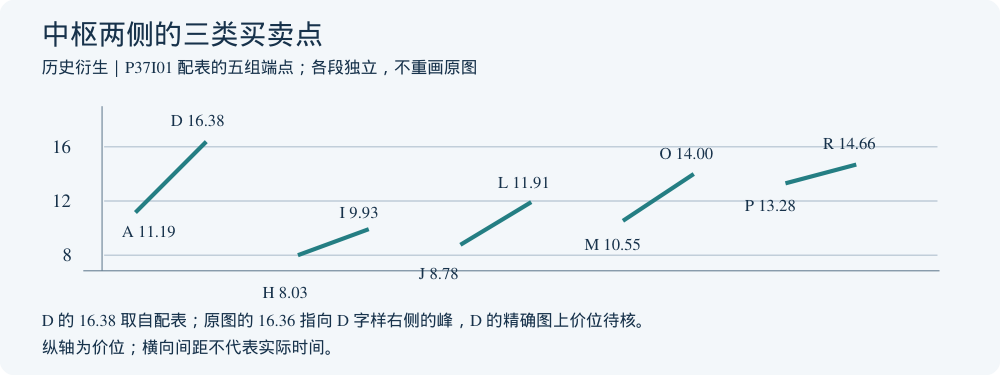 中枢两侧的三类买卖点
历史衍生｜P37I01 配表的五组端点；各段独立，不重画原图
D 16.38
R 14.66
16
O 14.00
L 11.91
12
P 13.28
I 9.93
A 11.19
M 10.55
8
J 8.78
H 8.03
D 的 16.38 取自配表；原图的 16.36 指向 D 字样右侧的峰，D 的精确图上价位待核。
纵轴为价位；横向间距不代表实际时间。